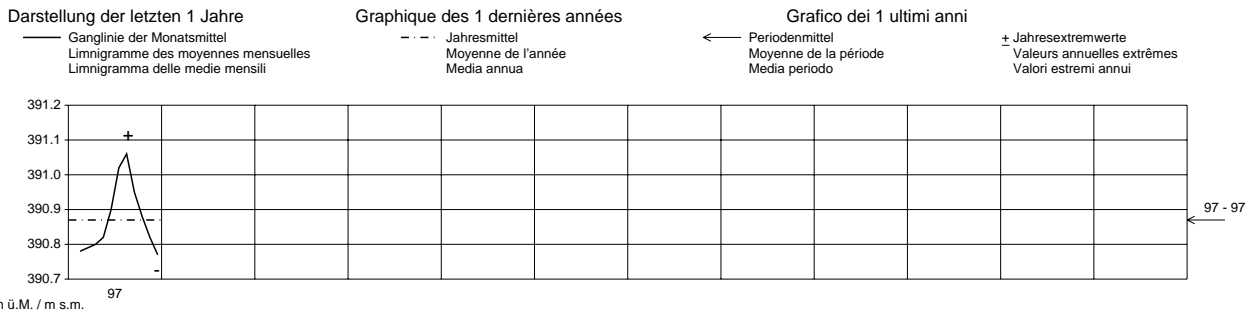 Darstellung der letzten 1 Jahre Graphique des 1 dernières années Grafico dei 1 ultimi anni
Ganglinie der Monatsmittel
Limnigramme des moyennes mensuelles
Limnigramma delle medie mensili
Jahresmittel
Moyenne de l'année
Media annua
Periodenmittel
Moyenne de la période
Media periodo
± Jahresextremwerte
Valeurs annuelles extrêmes
Valori estremi annui
391.2
391.1
391.0
390.9
390.8
390.7
97 - 97
97
ü.M. / m s.m.